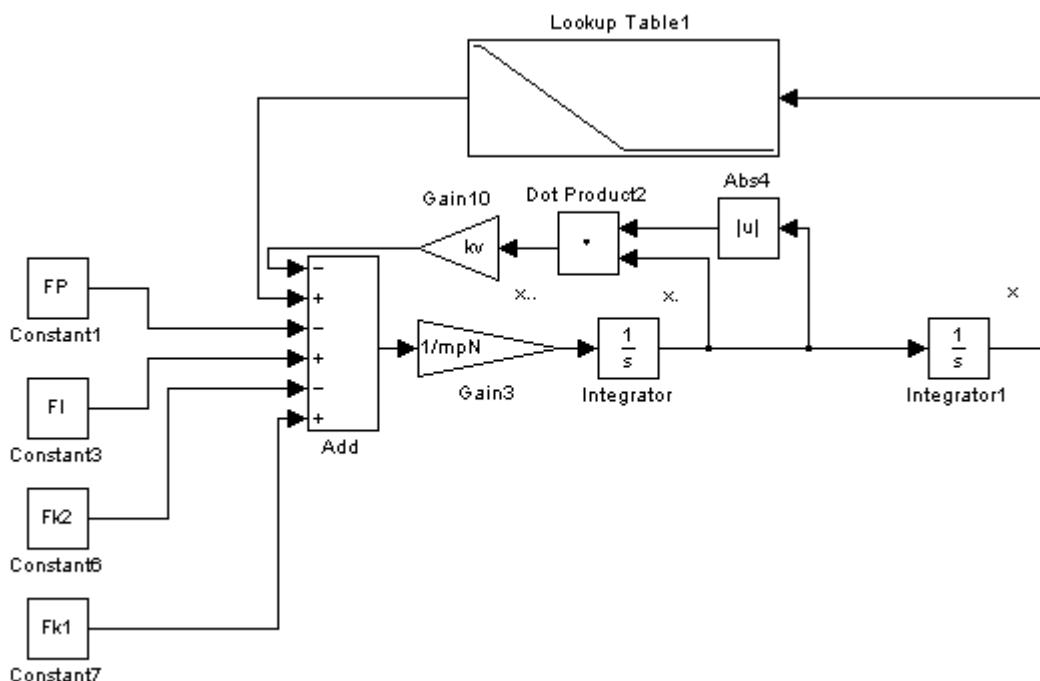 Lookup Table1
Abs4
Dot Product2
Gain10
|u|
kv
FP
Constant1
−
+
−
+
−
+
x..
x.
x
1/mpN
Gain3
1
s
Integrator
1
s
Integrator1
FI
Constant3
Add
Fk2
Constant6
Fk1
Constant7